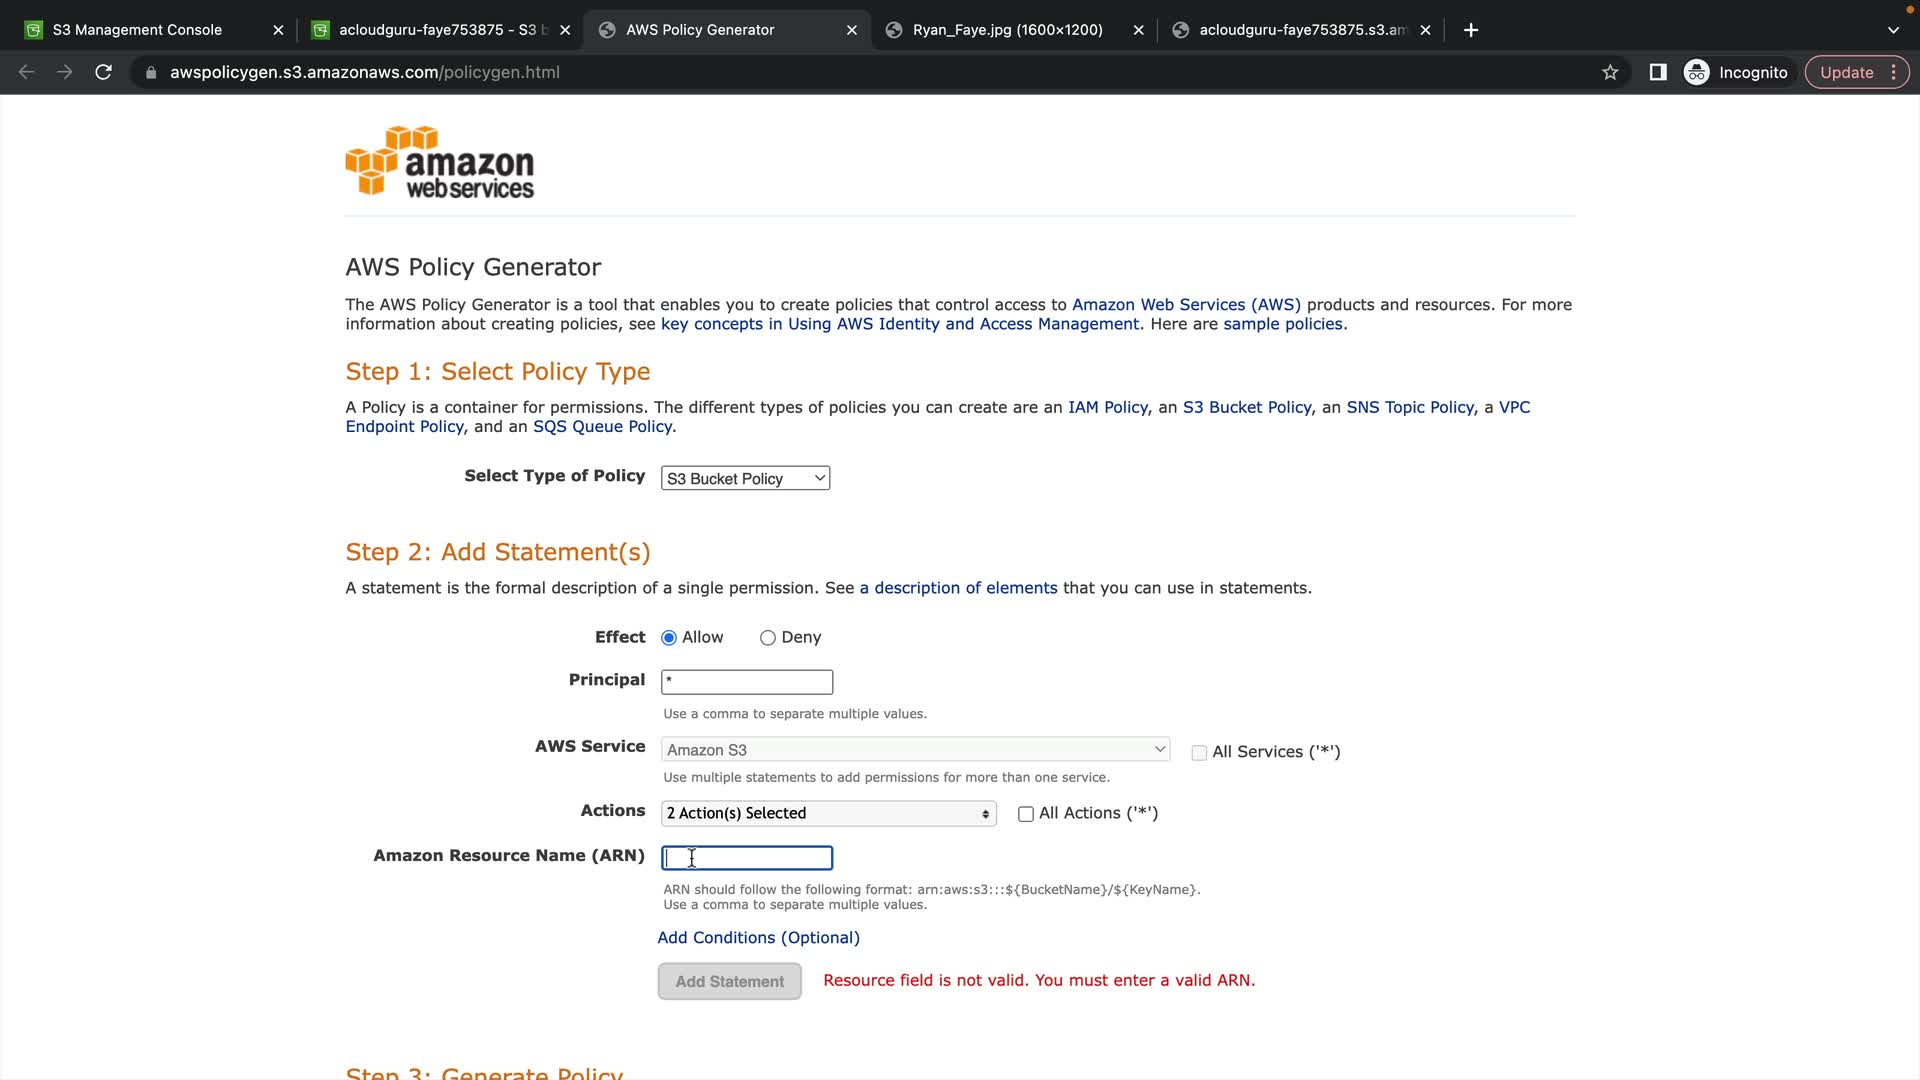 S3 Management Console
acloudguru-faye753875 - S3 b
AWS Policy Generator
Ryan_Faye.jpg (1600×1200)
acloudguru-faye753875.s3.am
awspolicygen.s3.amazonaws.com/policygen.html
Incognito
Update
amazon
webservices
AWS Policy Generator
The AWS Policy Generator is a tool that enables you to create policies that control access to Amazon Web Services (AWS) products and resources. For more
information about creating policies, see key concepts in Using AWS Identity and Access Management. Here are sample policies.
Step 1: Select Policy Type
A Policy is a container for permissions. The different types of policies you can create are an IAM Policy, an S3 Bucket Policy, an SNS Topic Policy, a VPC
Endpoint Policy, and an SQS Queue Policy.
Select Type of Policy S3 Bucket Policy
Step 2: Add Statement(s)
A statement is the formal description of a single permission. See a description of elements that you can use in statements.
Effect Allow Deny
Principal *
Use a comma to separate multiple values.
AWS Service Amazon S3 All Services ('*')
Use multiple statements to add permissions for more than one service.
Actions 2 Action(s) Selected All Actions ('*')
Amazon Resource Name (ARN)
ARN should follow the following format: arn:aws:s3:::${BucketName}/${KeyName}.
Use a comma to separate multiple values.
Add Conditions (Optional)
Add Statement Resource field is not valid. You must enter a valid ARN.
Step 3: Generate Policy